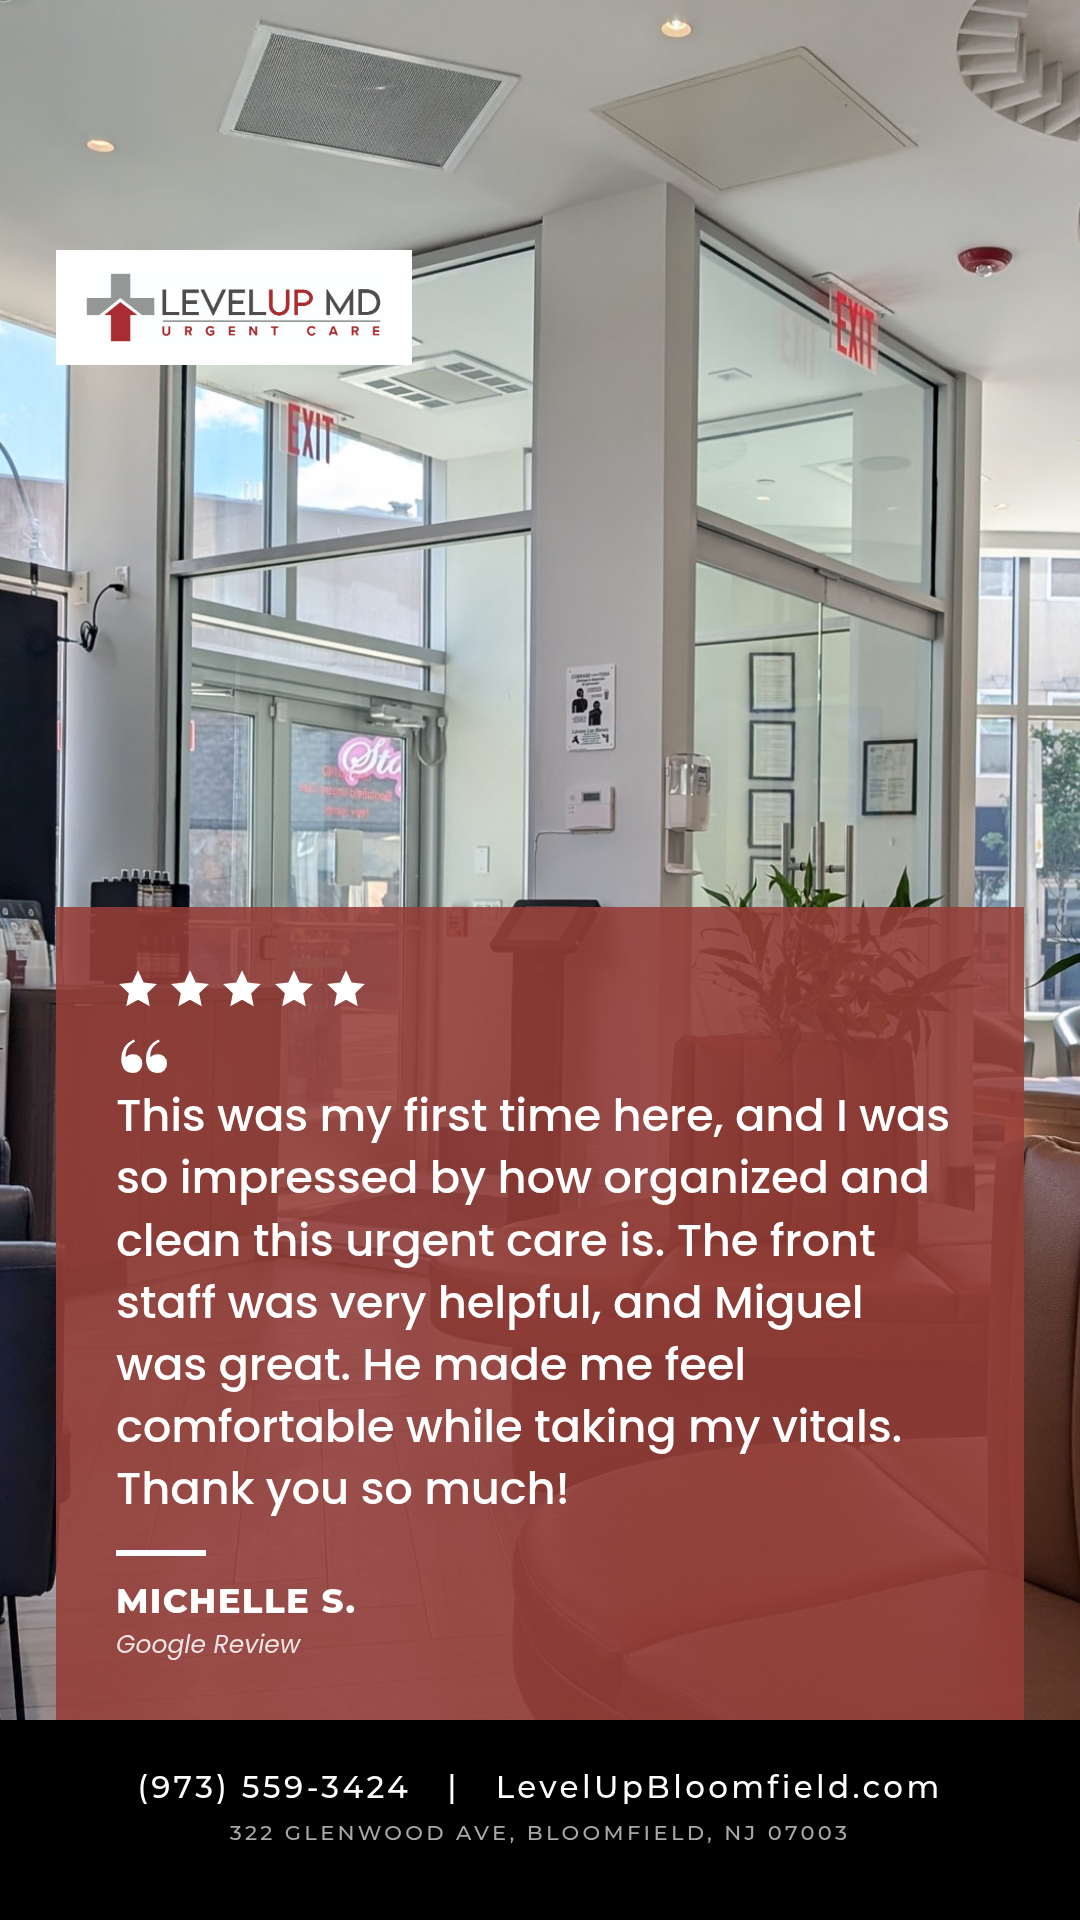 LEVELUP MD
URGENT CARE
EXIT
EXIT
“
This was my first time here, and I was
so impressed by how organized and
clean this urgent care is. The front
staff was very helpful, and Miguel
was great. He made me feel
comfortable while taking my vitals.
Thank you so much!
MICHELLE S.
Google Review
(973) 559-3424 | LevelUpBloomfield.com
322 GLENWOOD AVE, BLOOMFIELD, NJ 07003